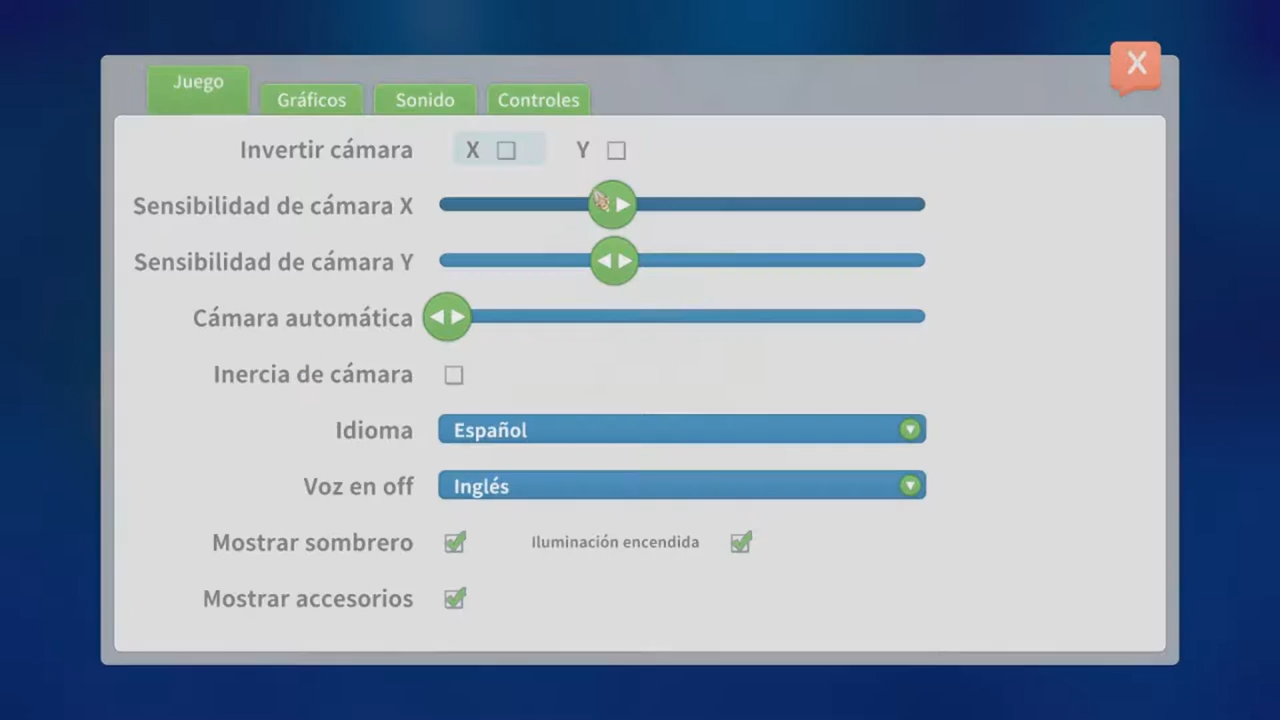 Juego
Gráficos
Sonido
Controles
X
Invertir cámara X Y
Sensibilidad de cámara X
Sensibilidad de cámara Y
Cámara automática
Inercia de cámara
Idioma Español
Voz en off Inglés
Mostrar sombrero Iluminación encendida
Mostrar accesorios